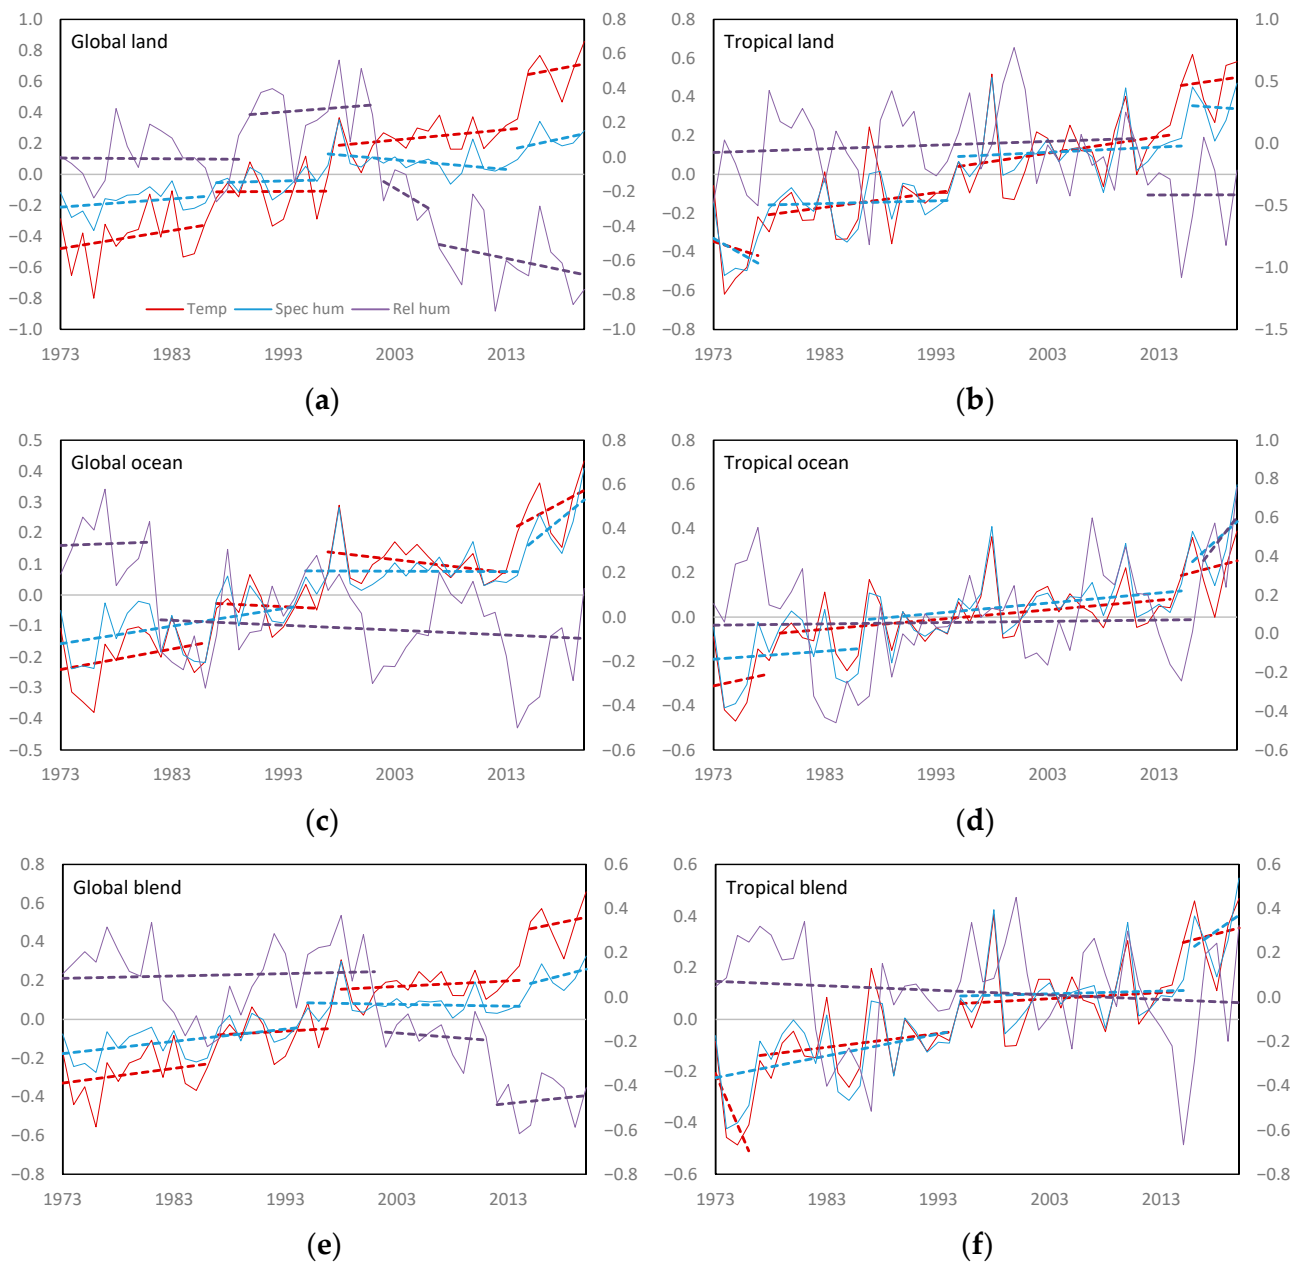 1.0 0.8 0.8 1.0
Global land Tropical land
0.8 0.6 0.6
0.6 0.4 0.4 0.5
0.4 0.2
0.2 0.0 0.2 0.0
0.0 −0.2 0.0
−0.2 −0.4 −0.2 −0.5
−0.4
−0.6 −0.6 −0.4 −1.0
−0.8 Temp Spec hum Rel hum −0.8 −0.6
−1.0 −1.0 −0.8 −1.5
1973 1983 1993 2003 2013 1973 1983 1994 2003 2013
(a) (b)
0.5 0.8 0.8 1.0
Global ocean Tropical ocean
0.4 0.6 0.6 0.8
0.3 0.6
0.2 0.4 0.4 0.4
0.1 0.2 0.2 0.2
0.0
−0.1 0.0 0.0 0.0
−0.2 −0.2 −0.2 −0.2
−0.3
−0.4 −0.4 −0.4 −0.4
−0.5 −0.6 −0.6 −0.6
1973 1983 1993 2003 2013 1973 1983 1994 2003 2013
(c) (d)
0.8 0.6 0.6 0.6
Global blend Tropical blend
0.6 0.4 0.4 0.4
0.4 0.2 0.2 0.2
0.2 0.0 0.0
0.0 −0.2 0.0 −0.2
−0.2
−0.4 −0.4 −0.2 −0.4
−0.6 −0.6 −0.4 −0.6
−0.8 −0.8 −0.6 −0.8
1973 1983 1993 2003 2013 1973 1983 1994 2003 2013
(e) (f)